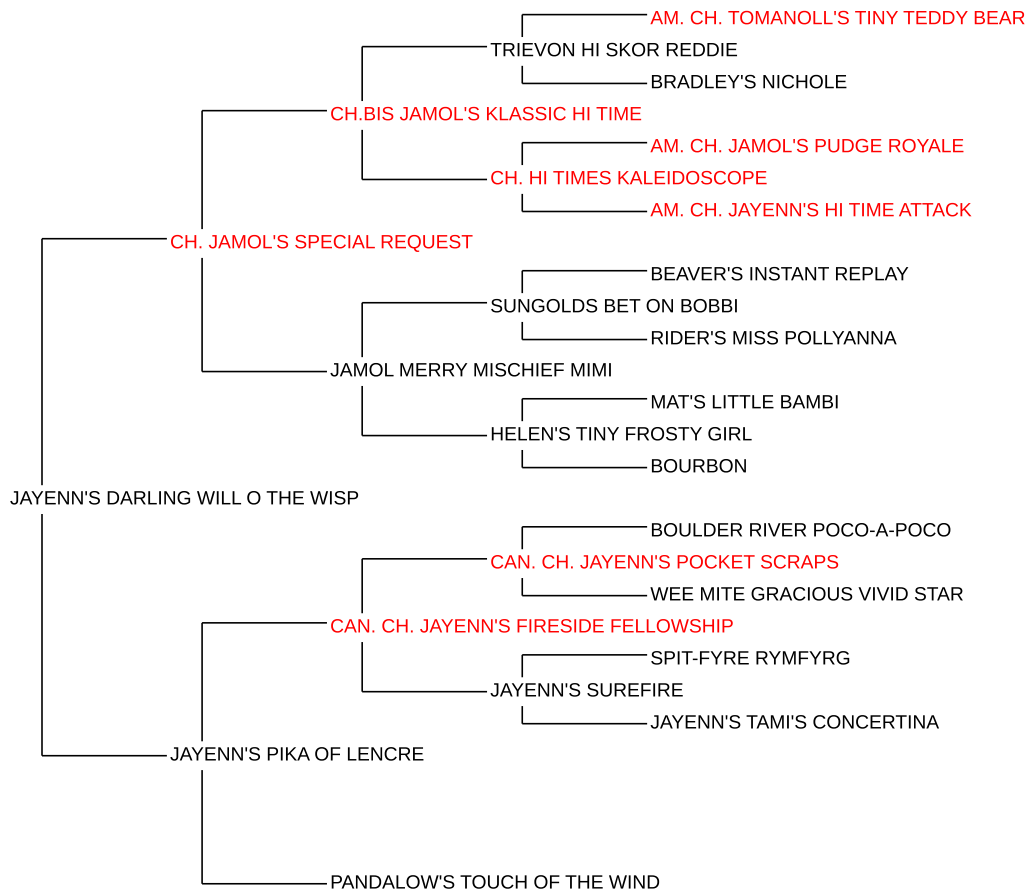 AM. CH. TOMANOLL'S TINY TEDDY BEAR
TRIEVON HI SKOR REDDIE
BRADLEY'S NICHOLE
CH.BIS JAMOL'S KLASSIC HI TIME
AM. CH. JAMOL'S PUDGE ROYALE
CH. HI TIMES KALEIDOSCOPE
AM. CH. JAYENN'S HI TIME ATTACK
CH. JAMOL'S SPECIAL REQUEST
BEAVER'S INSTANT REPLAY
SUNGOLDS BET ON BOBBI
RIDER'S MISS POLLYANNA
JAMOL MERRY MISCHIEF MIMI
MAT'S LITTLE BAMBI
HELEN'S TINY FROSTY GIRL
BOURBON
JAYENN'S DARLING WILL O THE WISP
BOULDER RIVER POCO-A-POCO
CAN. CH. JAYENN'S POCKET SCRAPS
WEE MITE GRACIOUS VIVID STAR
CAN. CH. JAYENN'S FIRESIDE FELLOWSHIP
SPIT-FYRE RYMFYRG
JAYENN'S SUREFIRE
JAYENN'S TAMI'S CONCERTINA
JAYENN'S PIKA OF LENCRE
PANDALOW'S TOUCH OF THE WIND